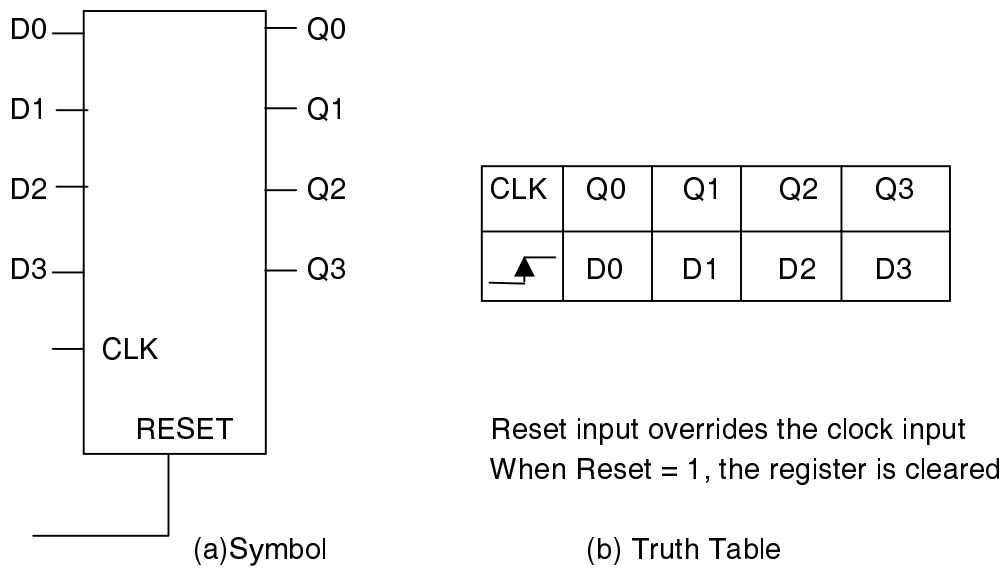 D0 Q0
D1 Q1
D2 Q2
D3 Q3
CLK
RESET
(a)Symbol
CLK Q0 Q1 Q2 Q3
D0 D1 D2 D3
Reset input overrides the clock input
When Reset = 1, the register is cleared
(b) Truth Table